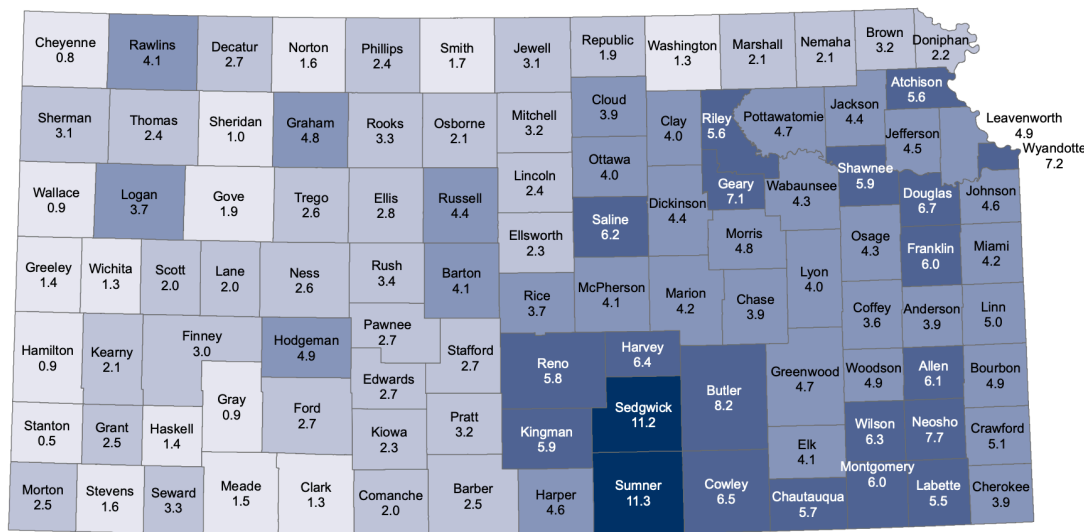 Cheyenne
0.8
Rawlins
4.1
Decatur
2.7
Norton
1.6
Phillips
2.4
Smith
1.7
Jewell
3.1
Republic
1.9
Washington
1.3
Marshall
2.1
Nemaha
2.1
Brown
3.2
Doniphan
2.2
Atchison
5.6
Sherman
3.1
Thomas
2.4
Sheridan
1.0
Graham
4.8
Rooks
3.3
Osborne
2.1
Mitchell
3.2
Cloud
3.9
Clay
4.0
Riley
5.6
Pottawatomie
4.7
Jackson
4.4
Jefferson
4.5
Leavenworth
4.9
Wyandotte
7.2
Wallace
0.9
Logan
3.7
Gove
1.9
Trego
2.6
Ellis
2.8
Russell
4.4
Lincoln
2.4
Ottawa
4.0
Saline
6.2
Dickinson
4.4
Geary
7.1
Wabaunsee
4.3
Shawnee
5.9
Douglas
6.7
Johnson
4.6
Greeley
1.4
Wichita
1.3
Scott
2.0
Lane
2.0
Ness
2.6
Rush
3.4
Barton
4.1
Ellsworth
2.3
Rice
3.7
McPherson
4.1
Marion
4.2
Morris
4.8
Chase
3.9
Lyon
4.0
Osage
4.3
Franklin
6.0
Miami
4.2
Coffey
3.6
Anderson
3.9
Linn
5.0
Hamilton
0.9
Kearny
2.1
Finney
3.0
Hodgeman
4.9
Pawnee
2.7
Stafford
2.7
Edwards
2.7
Reno
5.8
Harvey
6.4
Sedgwick
11.2
Butler
8.2
Greenwood
4.7
Woodson
4.9
Allen
6.1
Bourbon
4.9
Stanton
0.5
Grant
2.5
Haskell
1.4
Gray
0.9
Ford
2.7
Kiowa
2.3
Pratt
3.2
Kingman
5.9
Elk
4.1
Wilson
6.3
Neosho
7.7
Crawford
5.1
Morton
2.5
Stevens
1.6
Seward
3.3
Meade
1.5
Clark
1.3
Comanche
2.0
Barber
2.5
Harper
4.6
Sumner
11.3
Cowley
6.5
Chautauqua
5.7
Montgomery
6.0
Labette
5.5
Cherokee
3.9